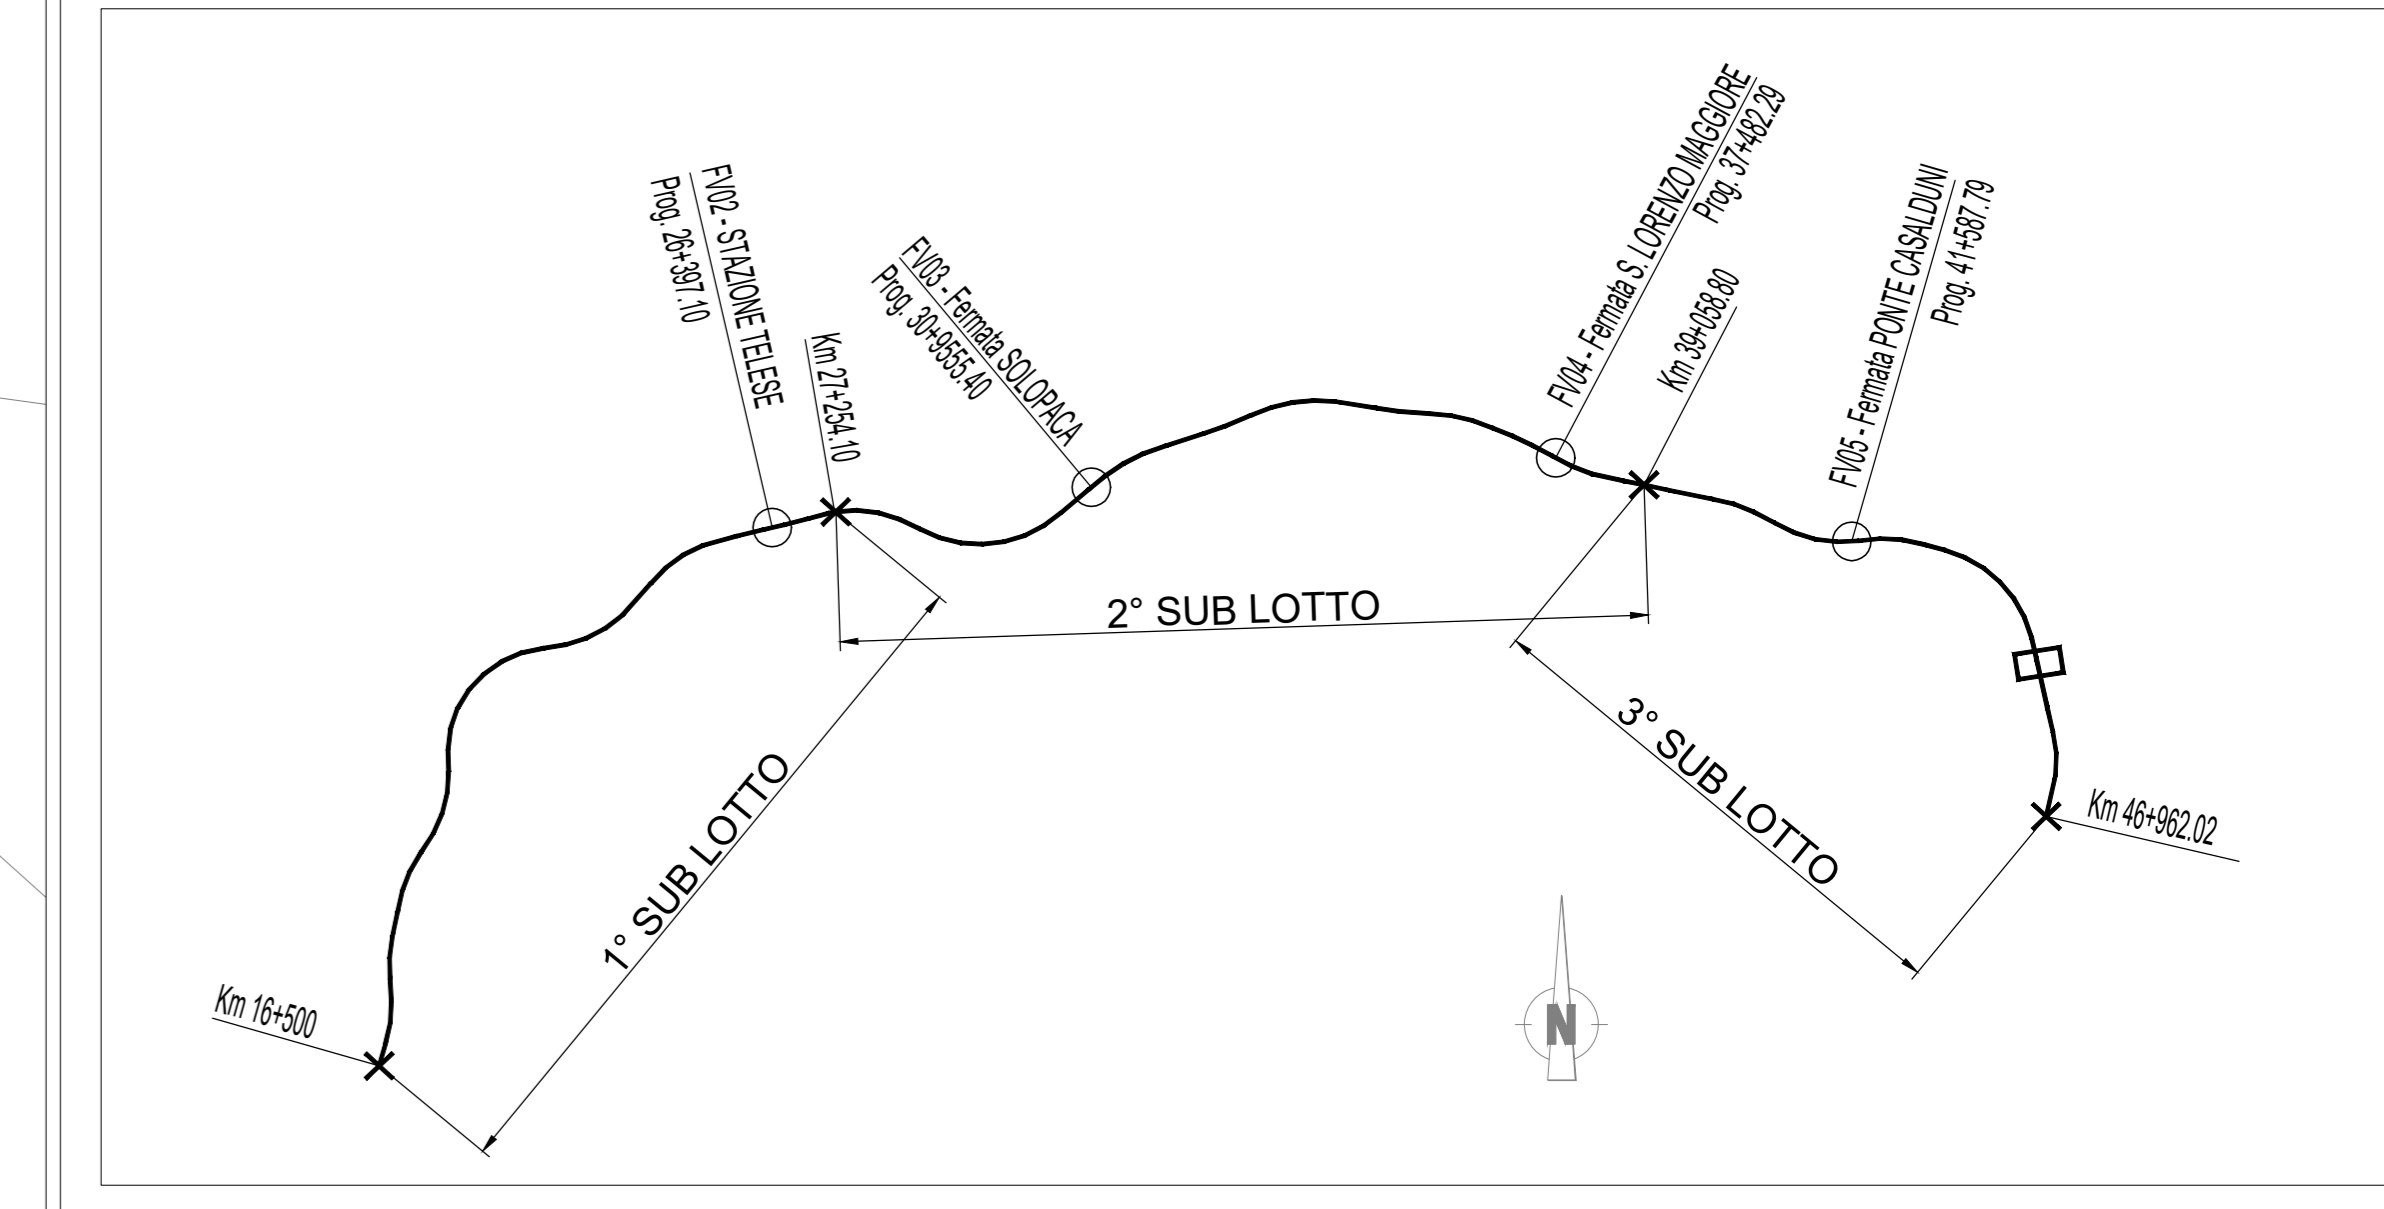 FV02 - STAZIONE TELESE
Prog. 26+397.10
Km 27+254.10
FV03 - Fermata SOLOPACA
Prog. 30+9555.40
FV04 - Fermata S. LORENZO MAGGIORE
Prog. 37+482.29
Km 39+058.80
FV05 - Fermata PONTE CASALDUNI
Prog. 41+587.79
2° SUB LOTTO
1° SUB LOTTO
3° SUB LOTTO
Km 46+962.02
Km 16+500
N